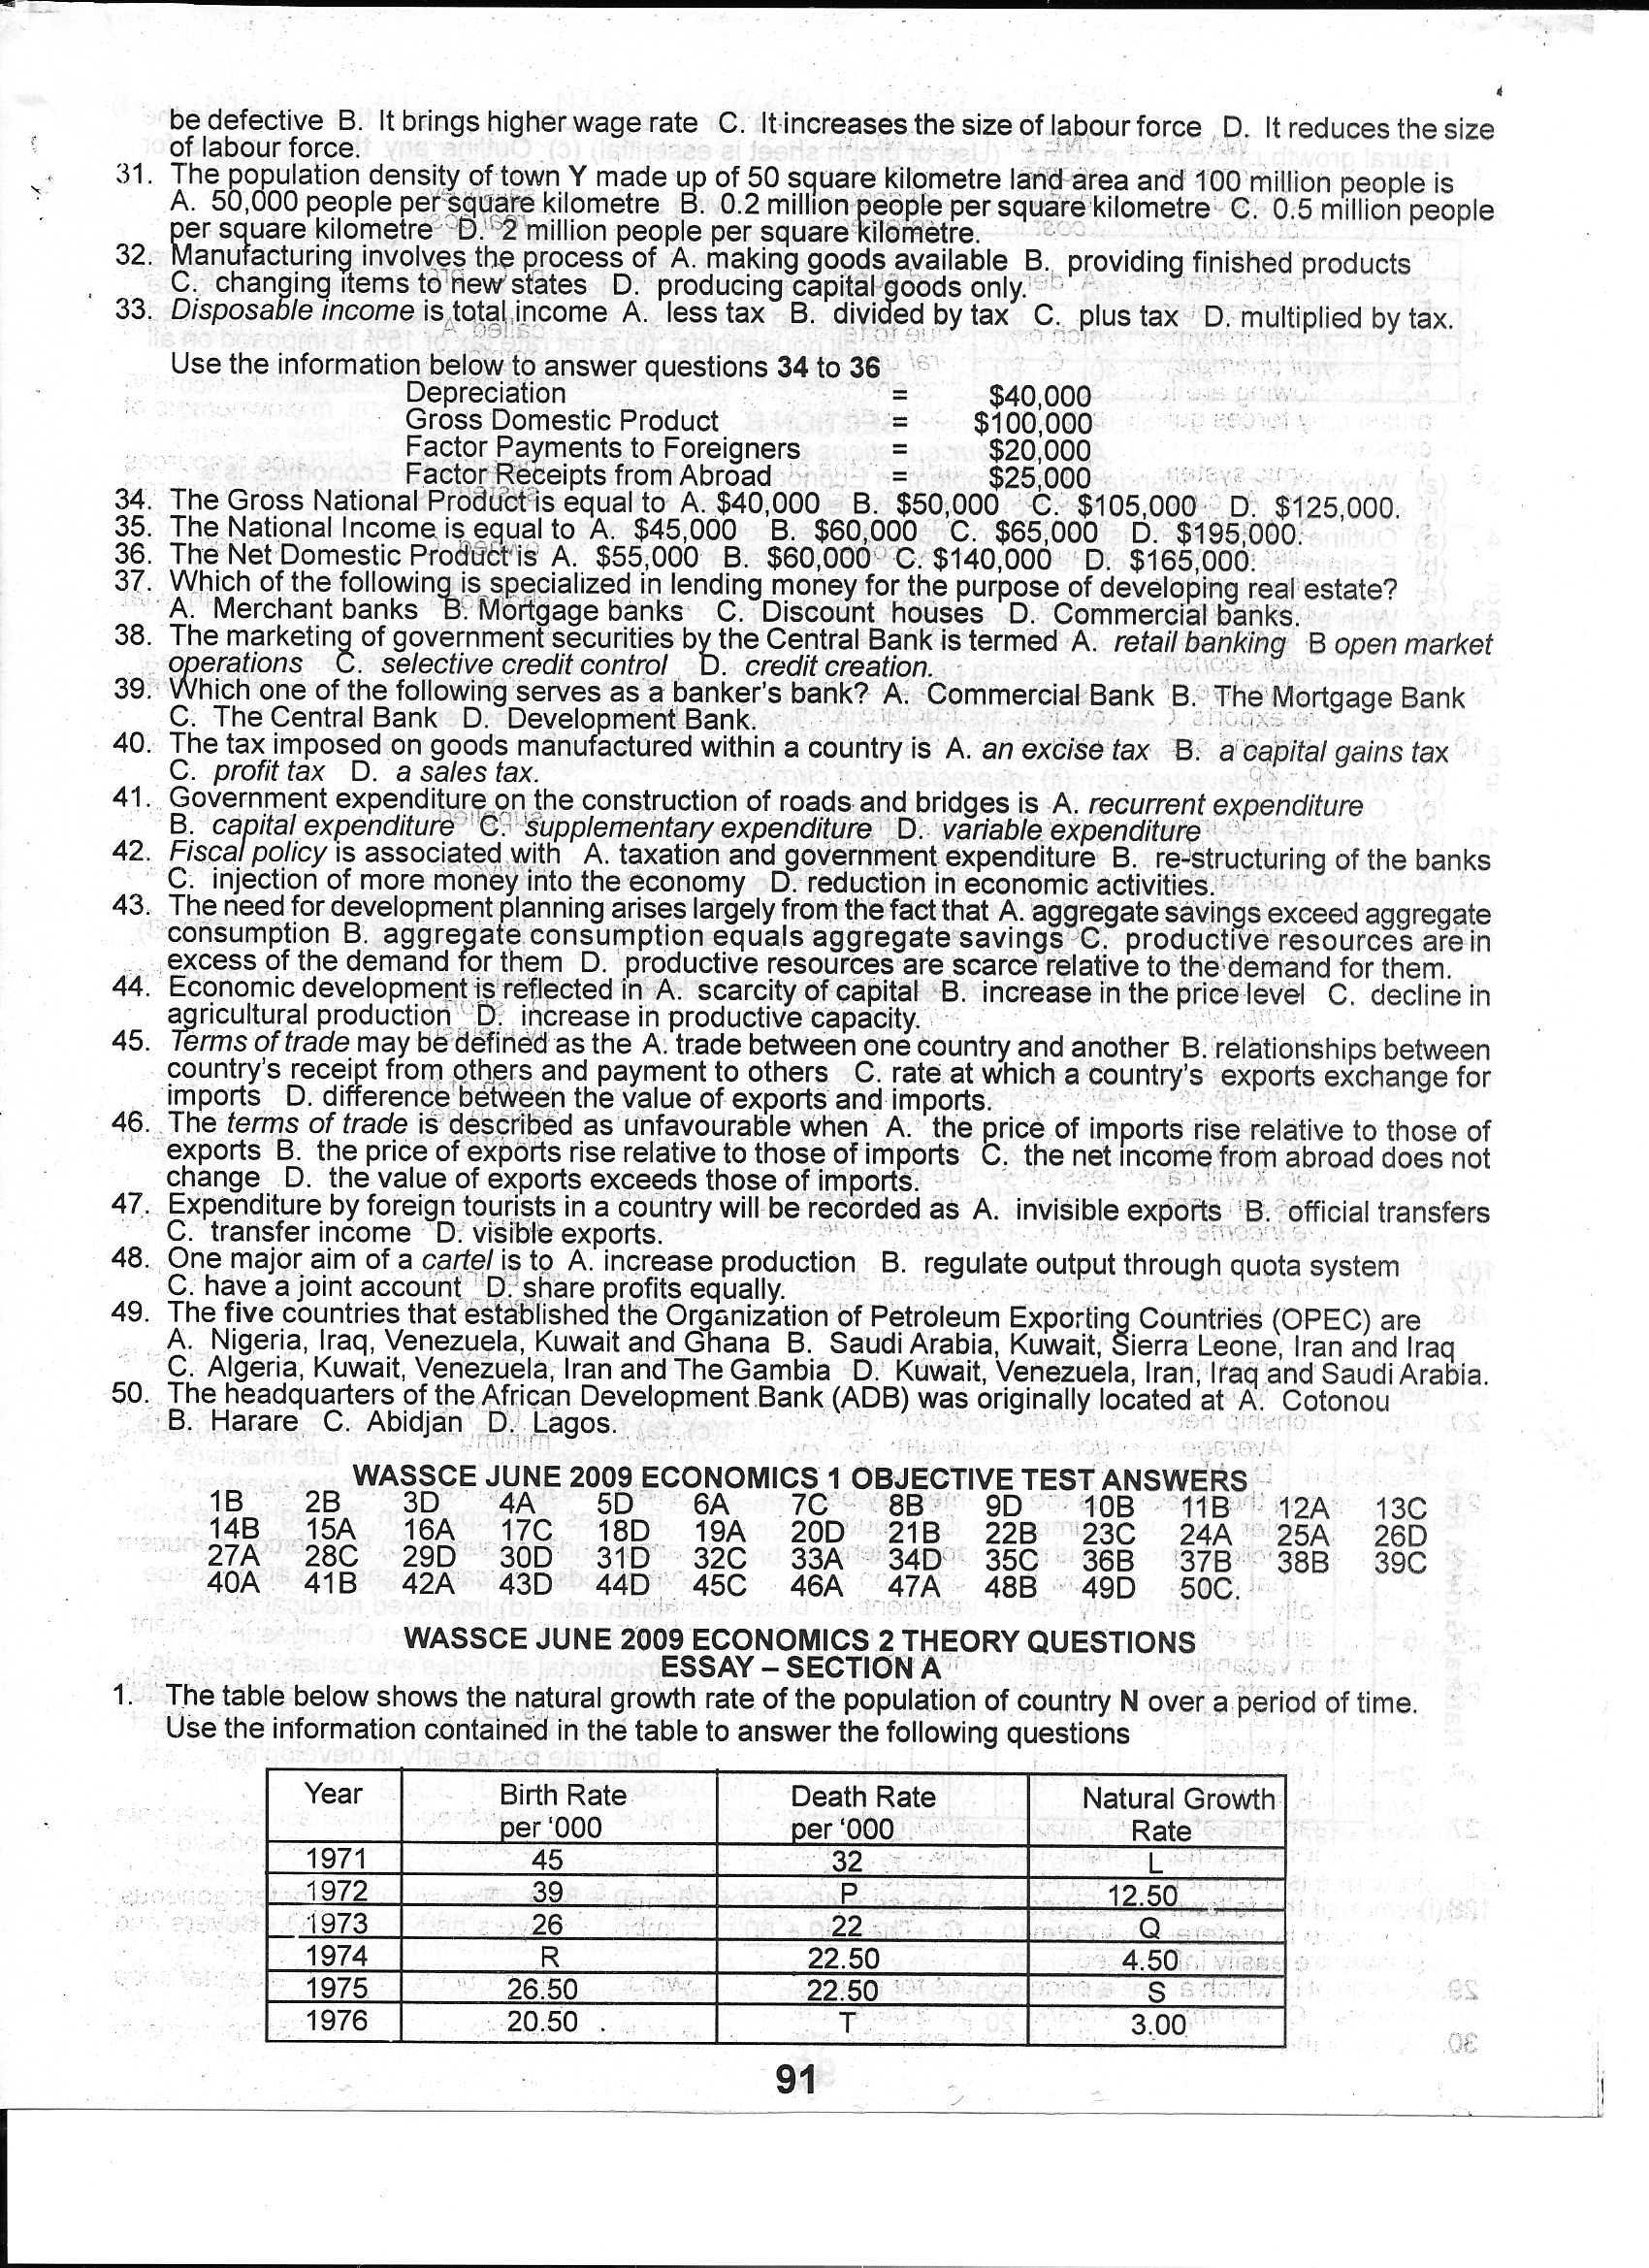 be defective B. It brings higher wage rate C. It increases the size of labour force D. It reduces the size
of labour force.
31. The population density of town Y made up of 50 square kilometre land area and 100 million people is
A. 50,000 people per square kilometre B. 0.2 million people per square kilometre C. 0.5 million people
per square kilometre D. 2 million people per square kilometre.
32. Manufacturing involves the process of A. making goods available B. providing finished products
C. changing items to new states D. producing capital goods only.
33. Disposable income is total income A. less tax B. divided by tax C. plus tax D. multiplied by tax.
Use the information below to answer questions 34 to 36
Depreciation = $40,000
Gross Domestic Product = $100,000
Factor Payments to Foreigners = $20,000
Factor Receipts from Abroad = $25,000
34. The Gross National Product is equal to A. $40,000 B. $50,000 C. $105,000 D. $125,000.
35. The National Income is equal to A. $45,000 B. $60,000 C. $65,000 D. $195,000.
36. The Net Domestic Product is A. $55,000 B. $60,000 C. $140,000 D. $165,000.
37. Which of the following is specialized in lending money for the purpose of developing real estate?
A. Merchant banks B. Mortgage banks C. Discount houses D. Commercial banks.
38. The marketing of government securities by the Central Bank is termed A. retail banking B open market
operations C. selective credit control D. credit creation.
39. Which one of the following serves as a banker's bank? A. Commercial Bank B. The Mortgage Bank
C. The Central Bank D. Development Bank.
40. The tax imposed on goods manufactured within a country is A. an excise tax B. a capital gains tax
C. profit tax D. a sales tax.
41. Government expenditure on the construction of roads and bridges is A. recurrent expenditure
B. capital expenditure C. supplementary expenditure D. variable expenditure
42. Fiscal policy is associated with A. taxation and government expenditure B. re-structuring of the banks
C. injection of more money into the economy D. reduction in economic activities.
43. The need for development planning arises largely from the fact that A. aggregate savings exceed aggregate
consumption B. aggregate consumption equals aggregate savings C. productive resources are in
excess of the demand for them D. productive resources are scarce relative to the demand for them.
44. Economic development is reflected in A. scarcity of capital B. increase in the price level C. decline in
agricultural production D. increase in productive capacity.
45. Terms of trade may be defined as the A. trade between one country and another B. relationships between
country's receipt from others and payment to others C. rate at which a country's exports exchange for
imports D. difference between the value of exports and imports.
46. The terms of trade is described as unfavourable when A. the price of imports rise relative to those of
exports B. the price of exports rise relative to those of imports C. the net income from abroad does not
change D. the value of exports exceeds those of imports.
47. Expenditure by foreign tourists in a country will be recorded as A. invisible exports B. official transfers
C. transfer income D. visible exports.
48. One major aim of a cartel is to A. increase production B. regulate output through quota system
C. have a joint account D. share profits equally.
49. The five countries that established the Organization of Petroleum Exporting Countries (OPEC) are
A. Nigeria, Iraq, Venezuela, Kuwait and Ghana B. Saudi Arabia, Kuwait, Sierra Leone, Iran and Iraq
C. Algeria, Kuwait, Venezuela, Iran and The Gambia D. Kuwait, Venezuela, Iran, Iraq and Saudi Arabia.
50. The headquarters of the African Development Bank (ADB) was originally located at A. Cotonou
B. Harare C. Abidjan D. Lagos.
WASSCE JUNE 2009 ECONOMICS 1 OBJECTIVE TEST ANSWERS
1B 2B 3D 4A 5D 6A 7C 8B 9D 10B 11B 12A 13C
14B 15A 16A 17C 18D 19A 20D 21B 22B 23C 24A 25A 26D
27A 28C 29D 30D 31D 32C 33A 34D 35C 36B 37B 38B 39C
40A 41B 42A 43D 44D 45C 46A 47A 48B 49D 50C.
WASSCE JUNE 2009 ECONOMICS 2 THEORY QUESTIONS
ESSAY – SECTION A
1. The table below shows the natural growth rate of the population of country N over a period of time.
Use the information contained in the table to answer the following questions
Year Birth Rate Death Rate Natural Growth
per '000 per '000 Rate
1971 45 32 L
1972 39 P 12.50
1973 26 22 Q
1974 R 22.50 4.50
1975 26.50 22.50 S
1976 20.50 T 3.00
91